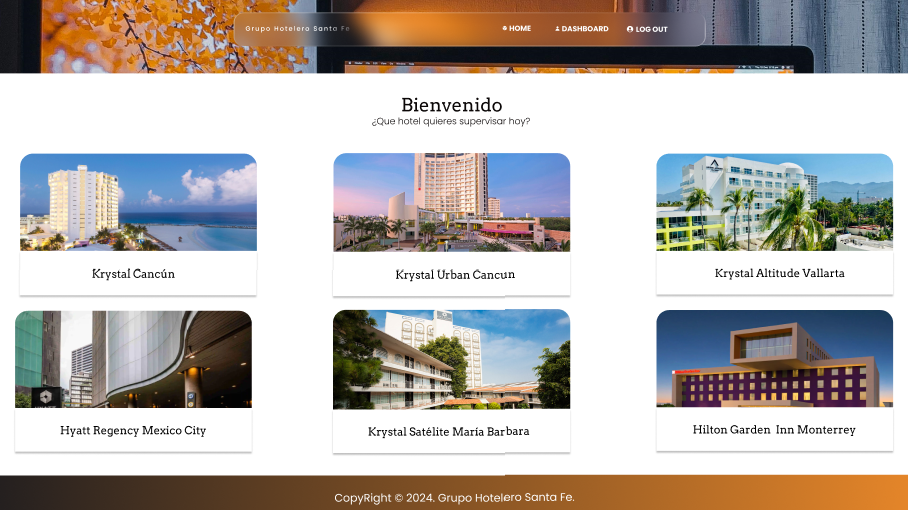 Grupo Hotelero Santa Fe
HOME
DASHBOARD
LOG OUT
Bienvenido
¿Que hotel quieres supervisar hoy?
Krystal Cancún
Krystal Urban Cancun
Krystal Altitude Vallarta
Hyatt Regency Mexico City
Krystal Satélite María Barbara
Hilton Garden Inn Monterrey
CopyRight © 2024. Grupo Hotelero Santa Fe.